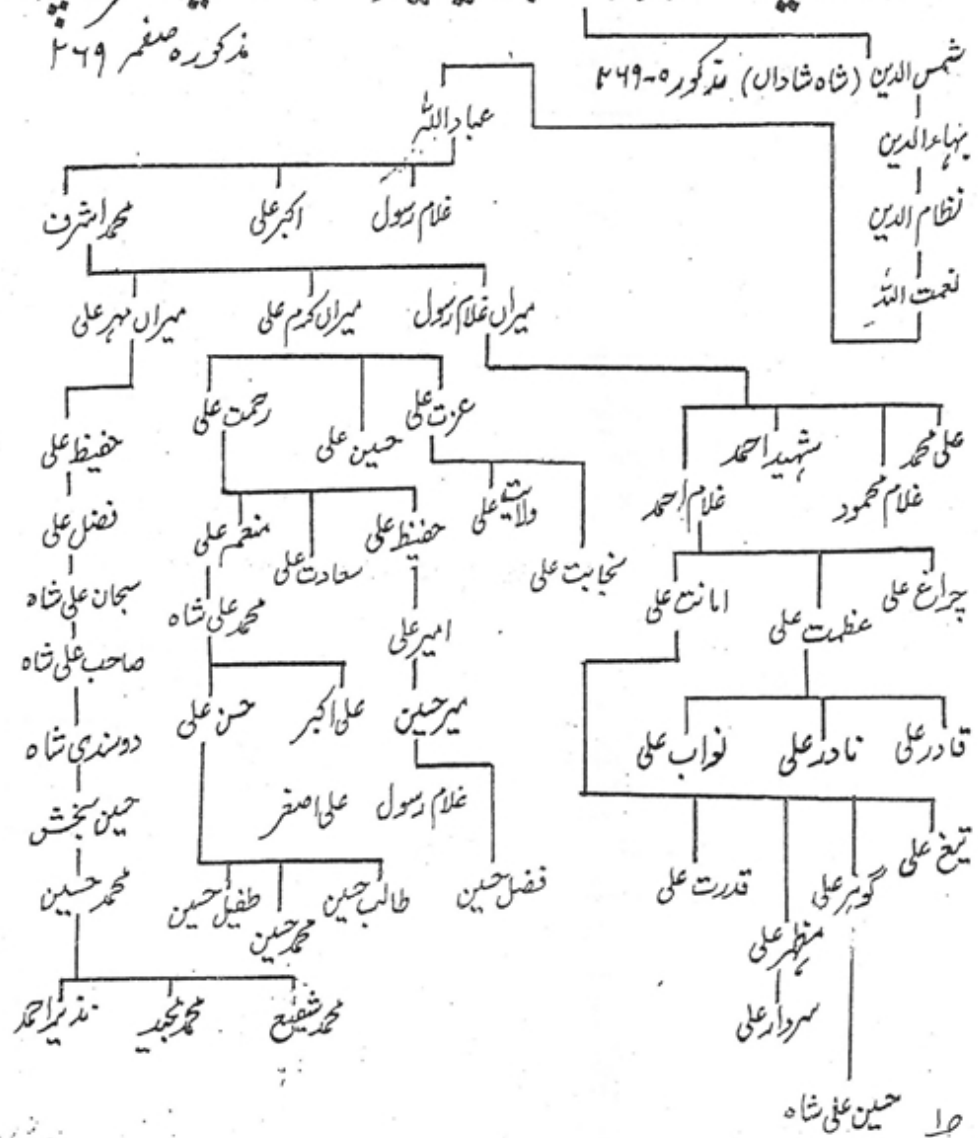 مذکورہ صفحہ ۲۶۹
شمس الدین (شاہ شاداں) مذکورہ-۲۶۹
عباد اللہ
بہاءالدین
غلام رسول اکبر علی محمد اشرف
نظام الدین
نعمت اللہ
میراں غلام رسول میراں کرم علی میراں مہر علی
علی محمد غلام محمود شہید احمد غلام احمد
عزت علی حسین علی رحمت علی
حفیظ علی
ولایت علی نجابت علی
حفیظ علی سعادت علی منعم علی
فضل علی
چراغ علی عظمت علی امانت علی
سبحان علی شاہ
امیر علی
محمد علی شاہ
صاحب علی شاہ
قادر علی نادر علی نواب علی
میر حسین
علی اکبر حسن علی
دوندی شاہ
غلام رسول علی اصغر
حسین بخش
تیغ علی گوہر علی مظہر علی قدرت علی
فضل حسین
طالب حسین محمد حسین طفیل حسین
محمد حسین
سردار علی
محمد شفیع محمد مجید نذیر احمد
حسین علی شاہ